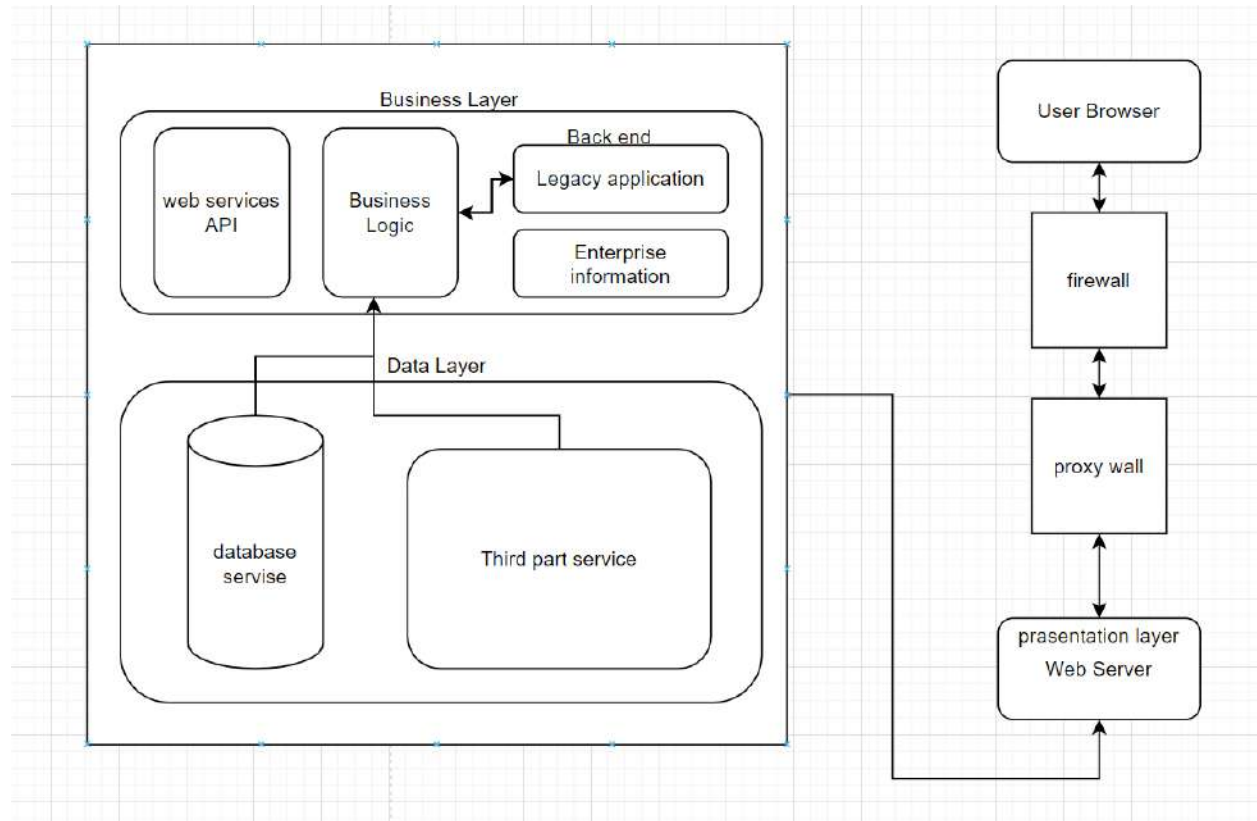 Business Layer
web services
API
Business
Logic
Back end
Legacy application
Enterprise
information
Data Layer
database
servise
Third part service
User Browser
firewall
proxy wall
prasentation layer
Web Server